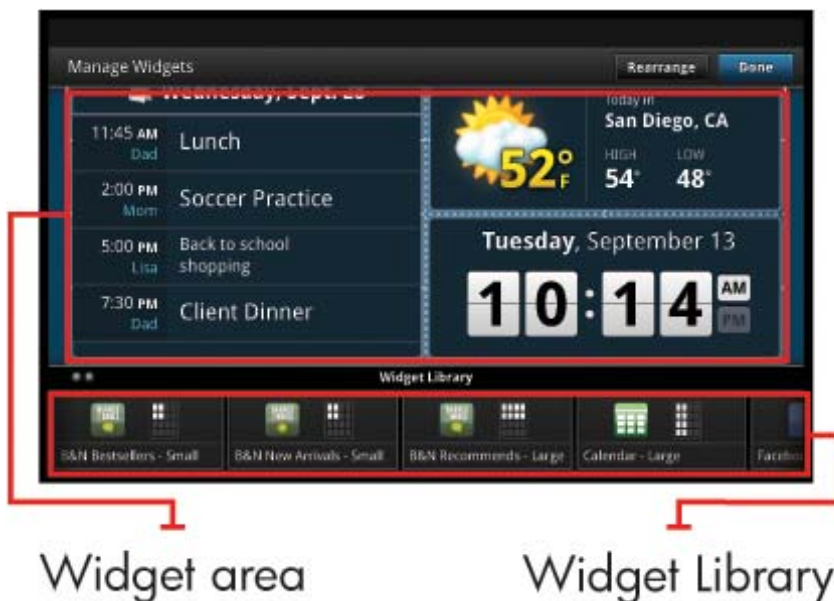 Manage Widgets
Rearrange
Done
Wednesday, Sept. 28
11:45 AM
Dad
Lunch
2:00 PM
Mom
Soccer Practice
5:00 PM
Lisa
Back to school
shopping
7:30 PM
Dad
Client Dinner
52°F
Today in
San Diego, CA
HIGH LOW
54° 48°
Tuesday, September 13
10:14
AM
PM
Widget Library
B&N Bestsellers - Small
B&N New Arrivals - Small
B&N Recommends - Large
Calendar - Large
Widget area
Widget Library